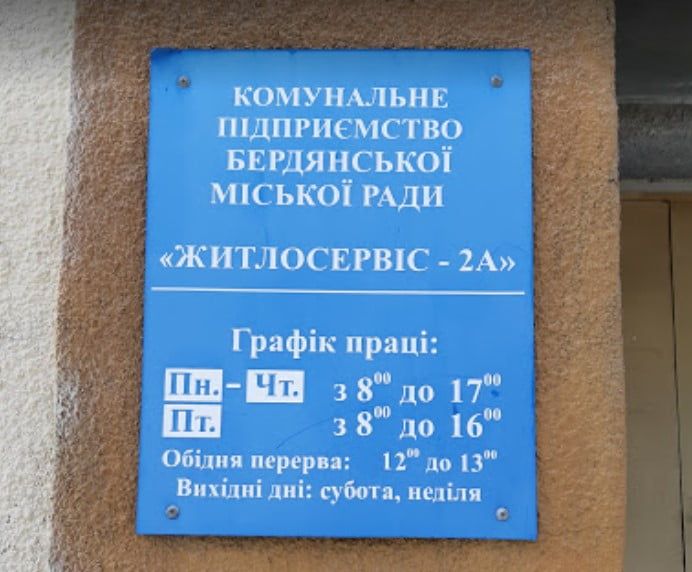 КОМУНАЛЬНЕ
ПІДПРИЄМСТВО
БЕРДЯНСЬКОЇ
МІСЬКОЇ РАДИ
«ЖИТЛОСЕРВІС - 2А»
Графік праці:
Пн. – Чт. з 8⁰⁰ до 17⁰⁰
Пт. з 8⁰⁰ до 16⁰⁰
Обідня перерва: 12⁰⁰ до 13⁰⁰
Вихідні дні: субота, неділя